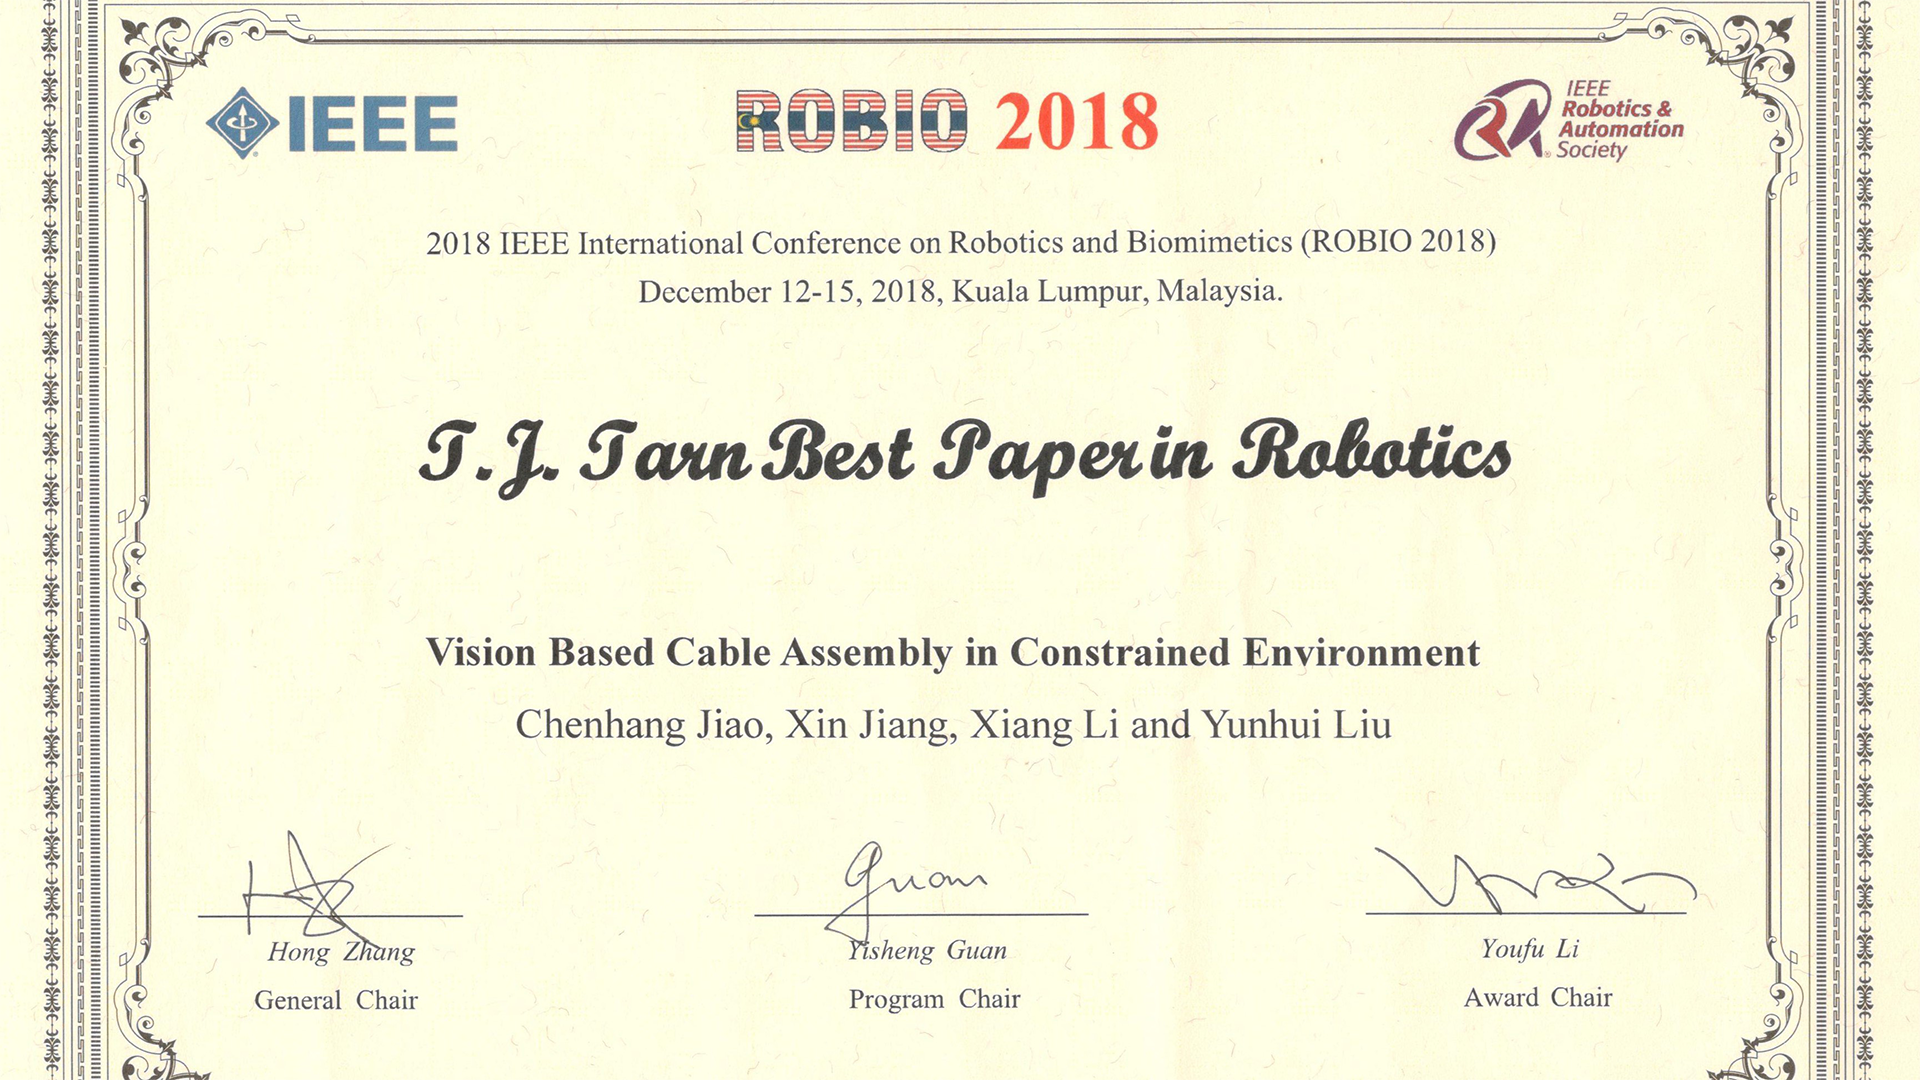 IEEE
ROBIO 2018
IEEE
Robotics &
Automation
Society
2018 IEEE International Conference on Robotics and Biomimetics (ROBIO 2018)
December 12-15, 2018, Kuala Lumpur, Malaysia.
T.J. Tarn Best Paper in Robotics
Vision Based Cable Assembly in Constrained Environment
Chenhang Jiao, Xin Jiang, Xiang Li and Yunhui Liu
Guan
Hong Zhang
Yisheng Guan
Youfu Li
General Chair
Program Chair
Award Chair